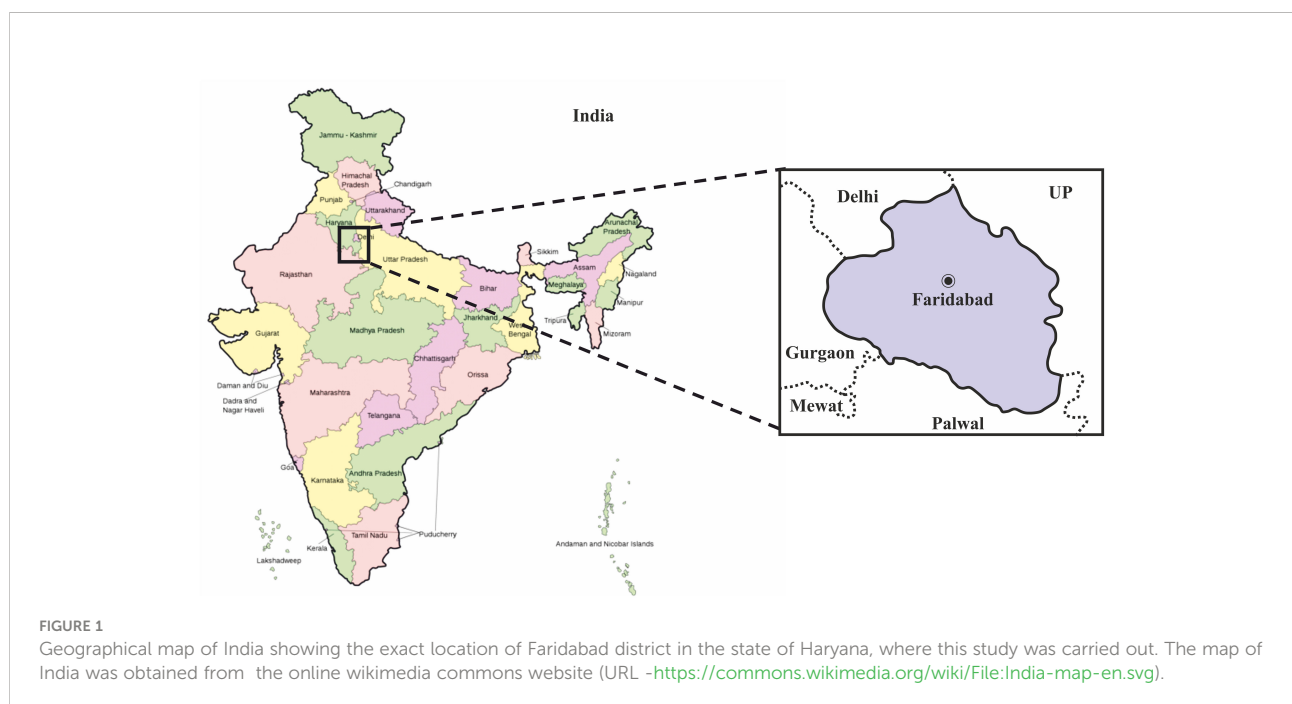 India
Jammu - Kashmir
Himachal
Pradesh
Chandigarh
Punjab
Uttarakhand
Haryana
Delhi
Uttar Pradesh
Rajasthan
Sikkim
Arunachal
Pradesh
Assam
Nagaland
Bihar
Meghalaya
Manipur
Tripura
Mizoram
Jharkhand
West
Bengal
Gujarat
Madhya Pradesh
Chhattisgarh
Daman and Diu
Dadra and
Nagar Haveli
Maharashtra
Orissa
Telangana
Goa
Karnataka
Andhra Pradesh
Tamil Nadu
Puducherry
Kerala
Lakshadweep
Andaman and Nicobar Islands
Delhi
UP
Faridabad
Gurgaon
Mewat
Palwal
FIGURE 1
Geographical map of India showing the exact location of Faridabad district in the state of Haryana, where this study was carried out. The map of
India was obtained from the online wikimedia commons website (URL -https://commons.wikimedia.org/wiki/File:India-map-en.svg).